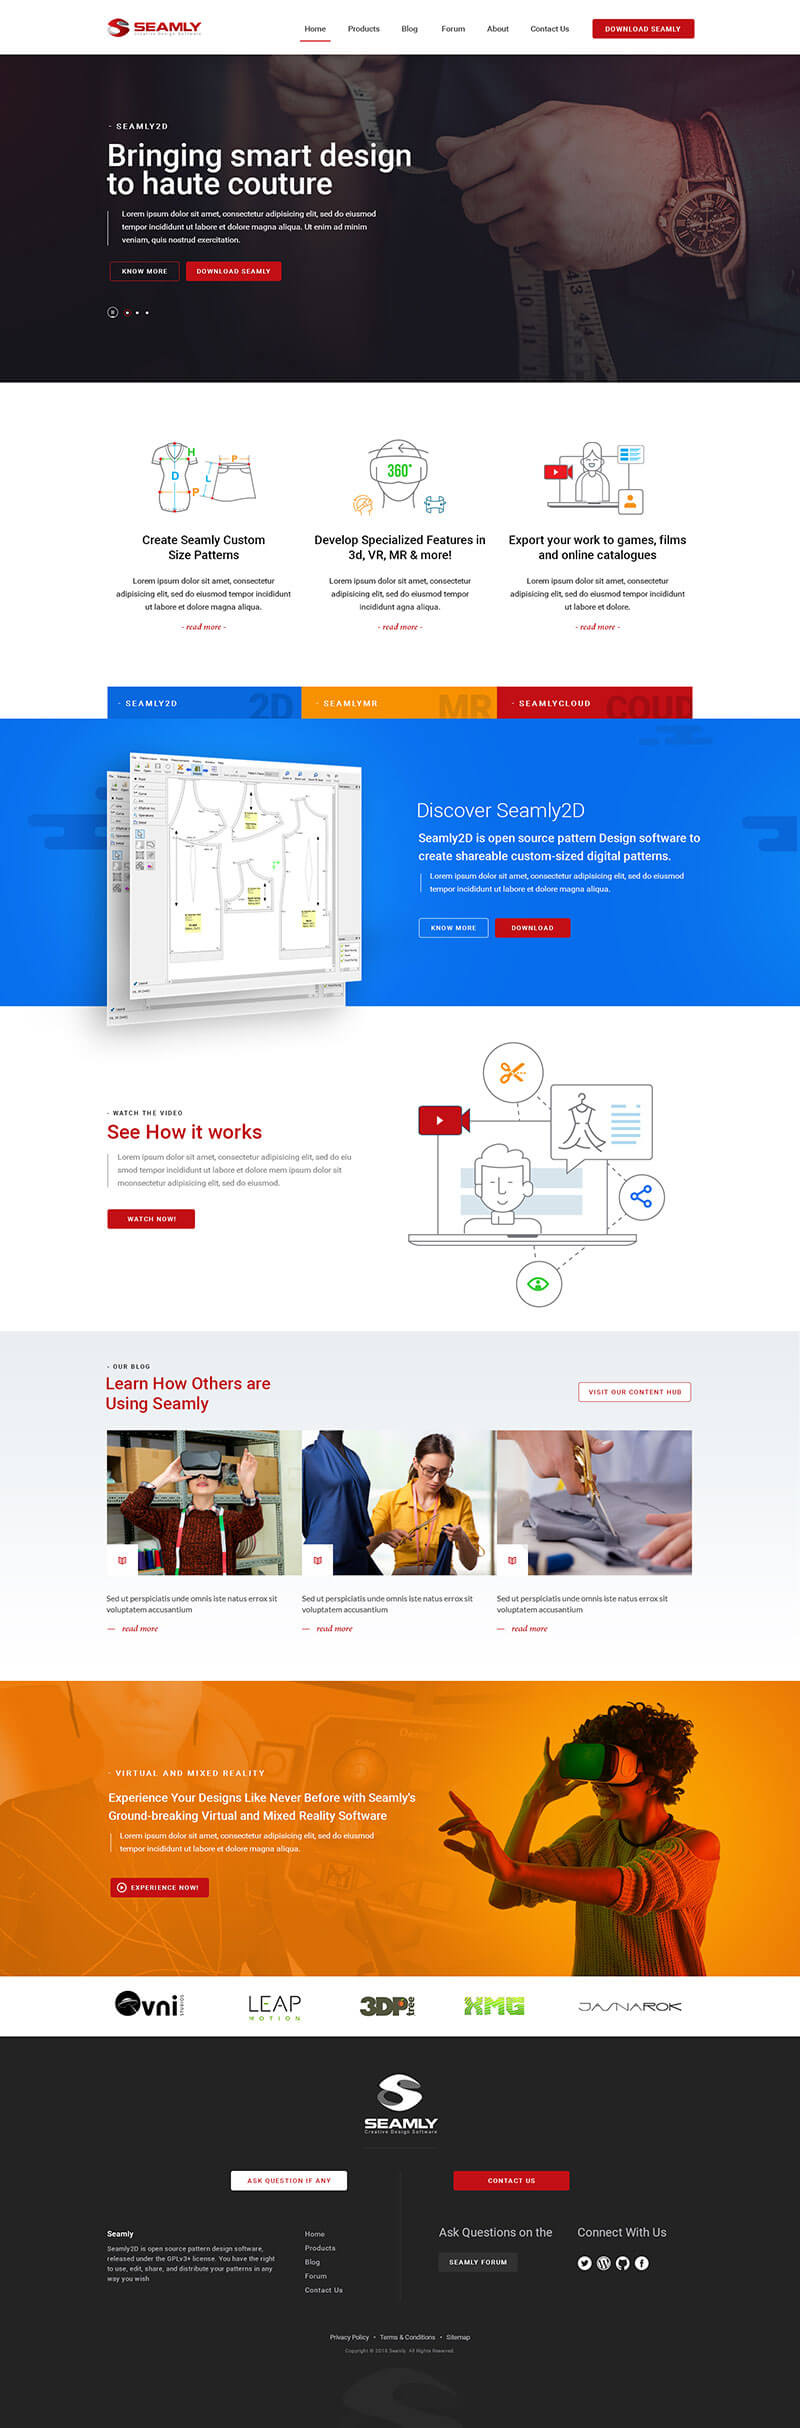 SEAMLY
Creative Design Software
Home Products Blog Forum About Contact Us DOWNLOAD SEAMLY
- SEAMLY2D
Bringing smart design
to haute couture
Lorem ipsum dolor sit amet, consectetur adipisicing elit, sed do eiusmod
tempor incididunt ut labore et dolore magna aliqua. Ut enim ad minim
veniam, quis nostrud exercitation.
KNOW MORE DOWNLOAD SEAMLY
H
D
P
L
P
360°
Create Seamly Custom
Size Patterns
Lorem ipsum dolor sit amet, consectetur
adipisicing elit, sed do eiusmod tempor incididunt
ut labore et dolore magna aliqua.
- read more -
Develop Specialized Features in
3d, VR, MR & more!
Lorem ipsum dolor sit amet, consectetur
adipisicing elit, sed do eiusmod tempor
incididunt agna aliqua.
- read more -
Export your work to games, films
and online catalogues
Lorem ipsum dolor sit amet, consectetur
adipisicing elit, sed do eiusmod tempor incididunt
ut labore et dolore.
- read more -
- SEAMLY2D 2D
- SEAMLYMR MR
- SEAMLYCLOUD COUD
Discover Seamly2D
Seamly2D is open source pattern Design software to
create shareable custom-sized digital patterns.
Lorem ipsum dolor sit amet, consectetur adipisicing elit, sed do eiusmod
tempor incididunt ut labore et dolore magna aliqua.
KNOW MORE DOWNLOAD
- WATCH THE VIDEO
See How it works
Lorem ipsum dolor sit amet, consectetur adipisicing elit, sed do eiu
smod tempor incididunt ut labore et dolore mem ipsum dolor sit
mconsectetur adipisicing elit, sed do eiusmod.
WATCH NOW!
- OUR BLOG
Learn How Others are
Using Seamly
VISIT OUR CONTENT HUB
Sed ut perspiciatis unde omnis iste natus errox sit
voluptatem accusantium
— read more
Sed ut perspiciatis unde omnis iste natus errox sit
voluptatem accusantium
— read more
Sed ut perspiciatis unde omnis iste natus errox sit
voluptatem accusantium
— read more
- VIRTUAL AND MIXED REALITY
Experience Your Designs Like Never Before with Seamly's
Ground-breaking Virtual and Mixed Reality Software
Lorem ipsum dolor sit amet, consectetur adipisicing elit, sed do eiusmod
tempor incididunt ut labore et dolore magna aliqua.
EXPERIENCE NOW!
Ovni STUDIOS
LEAP MOTION
3DPtree
XMG
JASNAROK
SEAMLY
Creative Design Software
ASK QUESTION IF ANY
CONTACT US
Seamly
Seamly2D is open source pattern design software,
released under the GPLv3+ license. You have the right
to use, edit, share, and distribute your patterns in any
way you wish
Home
Products
Blog
Forum
Contact Us
Ask Questions on the
SEAMLY FORUM
Connect With Us
Privacy Policy • Terms & Conditions • Sitemap
Copyright © 2018 Seamly. All Rights Reserved.